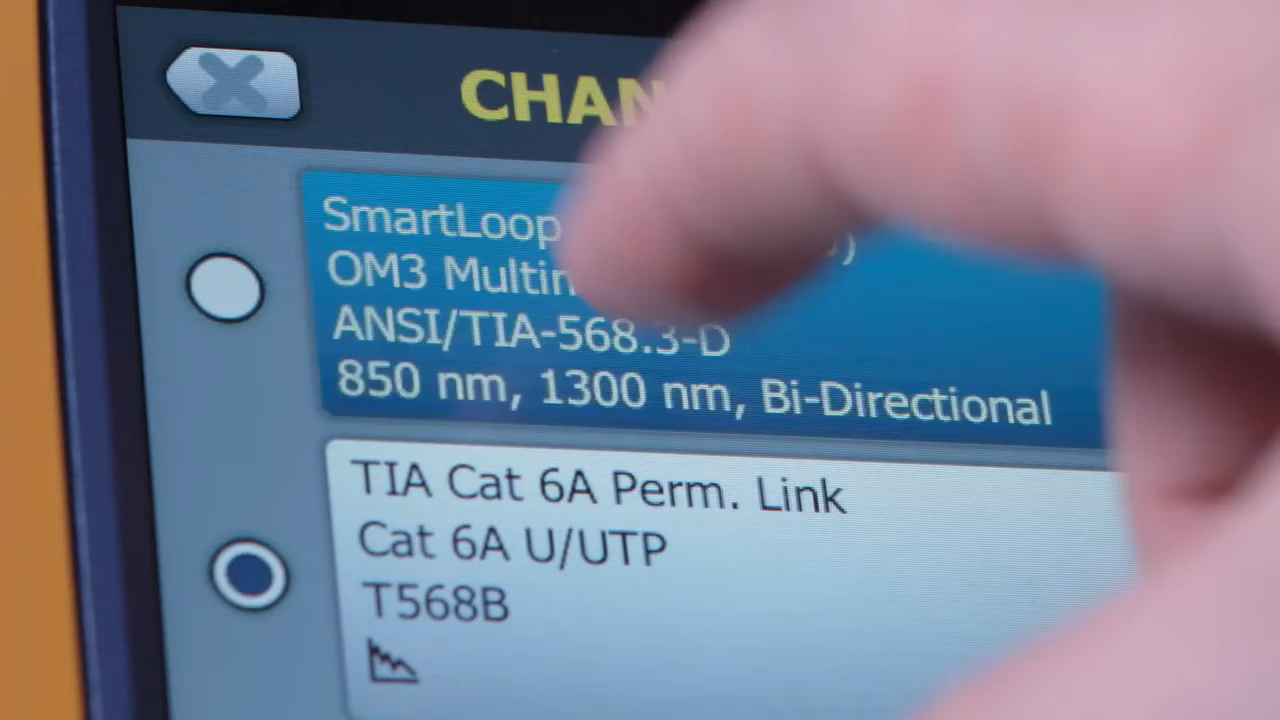 CHAN
SmartLoop
OM3 Multim
ANSI/TIA-568.3-D
850 nm, 1300 nm, Bi-Directional
TIA Cat 6A Perm. Link
Cat 6A U/UTP
T568B